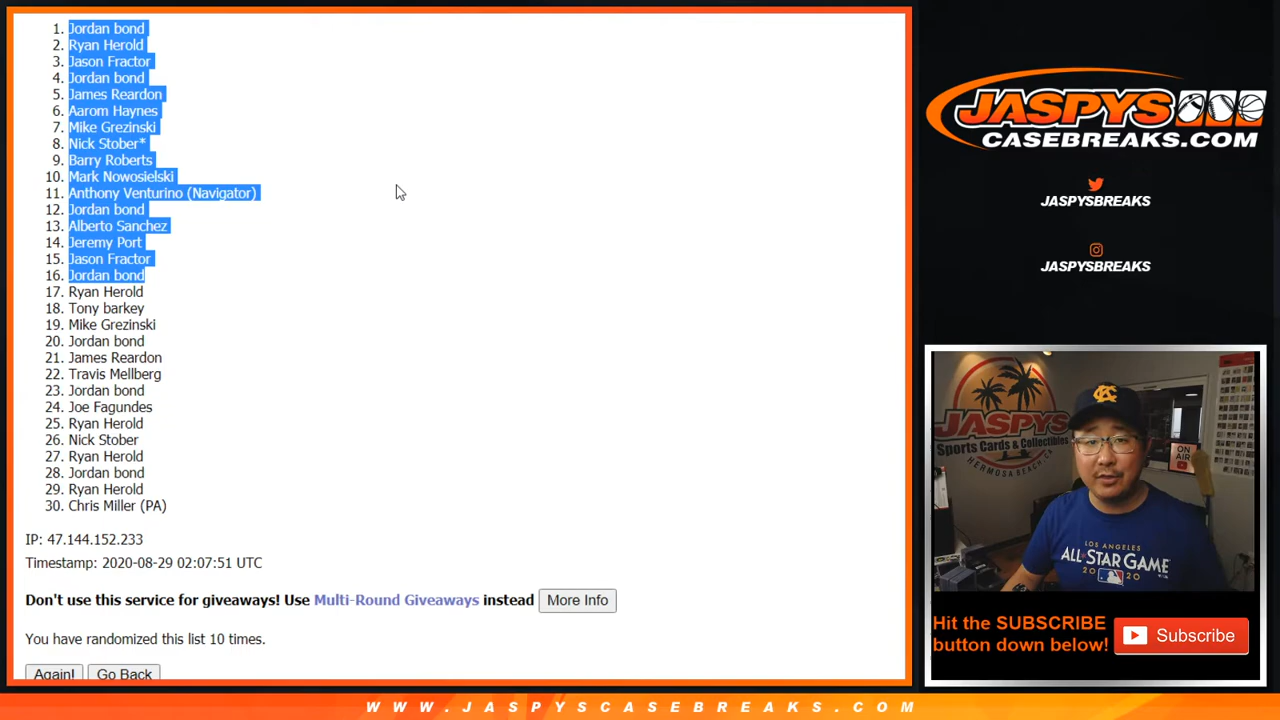 1. Jordan bond
2. Ryan Herold
3. Jason Fractor
4. Jordan bond
5. James Reardon
6. Aarom Haynes
7. Mike Grezinski
8. Nick Stober*
9. Barry Roberts
10. Mark Nowosielski
11. Anthony Venturino (Navigator)
12. Jordan bond
13. Alberto Sanchez
14. Jeremy Port
15. Jason Fractor
16. Jordan bond
17. Ryan Herold
18. Tony barkey
19. Mike Grezinski
20. Jordan bond
21. James Reardon
22. Travis Mellberg
23. Jordan bond
24. Joe Fagundes
25. Ryan Herold
26. Nick Stober
27. Ryan Herold
28. Jordan bond
29. Ryan Herold
30. Chris Miller (PA)
IP: 47.144.152.233
Timestamp: 2020-08-29 02:07:51 UTC
Don't use this service for giveaways! Use Multi-Round Giveaways instead More Info
You have randomized this list 10 times.
Again! Go Back
JASPYS
CASEBREAKS.COM
JASPYSBREAKS
JASPYSBREAKS
JASPYS
Sports Cards & Collectibles
HERMOSA BEACH, CA
ON
AIR
LOS ANGELES
ALL STAR GAME
2020
Hit the SUBSCRIBE
button down below!
Subscribe
WWW.JASPYSCASEBREAKS.COM